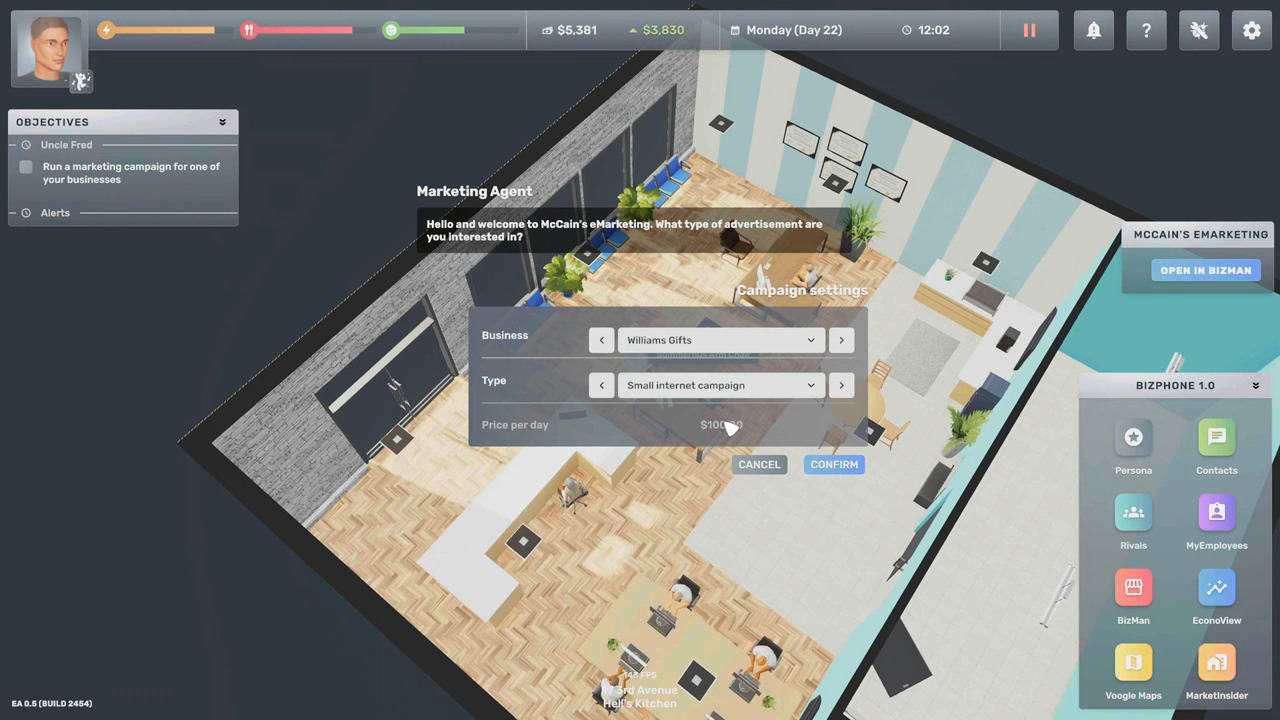 $5,381
$3,830
Monday (Day 22)
12:02
?
OBJECTIVES
Uncle Fred
Run a marketing campaign for one of
your businesses
Alerts
Marketing Agent
Hello and welcome to McCain's eMarketing. What type of advertisement are
you interested in?
Campaign settings
Business
Williams Gifts
Type
Small internet campaign
Price per day
CANCEL
CONFIRM
MCCAIN'S EMARKETING
OPEN IN BIZMAN
BIZPHONE 1.0
Persona
Contacts
Rivals
MyEmployees
BizMan
EconoView
Voogle Maps
MarketInsider
FPS
3rd Avenue
Hell's Kitchen
EA 0.5 (BUILD 2454)